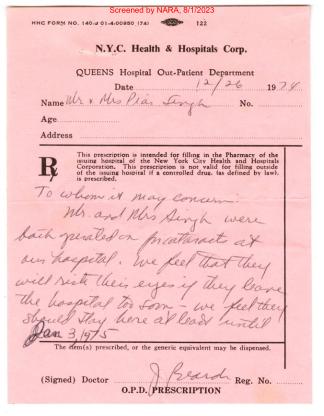 Screened by NARA, 8/1/2023
HHC FORM NO. 140-d 01-4-00950 (74) 122
N.Y.C. Health & Hospitals Corp.
QUEENS Hospital Out-Patient Department
Date 12/26 1974
Name Mr & Mrs Pias Singh No.
Age
Address
Rx
This prescription is intended for filling in the Pharmacy of the
issuing hospital of the New York City Health and Hospitals
Corporation. This prescription is not valid for filling outside
of the issuing hospital if a controlled drug, (as defined by law),
is prescribed.
To whom it may concern:
Mr. and Mrs Singh were
both operated on for cataracts at
our hospital. We feel that they
will risk their eyes if they leave
the hospital too soon - we feel they
should stay here at least until
Jan 3, 1975
The item(s) prescribed, or the generic equivalent may be dispensed.
(Signed) Doctor J Beard Reg. No.
O.P.D. PRESCRIPTION